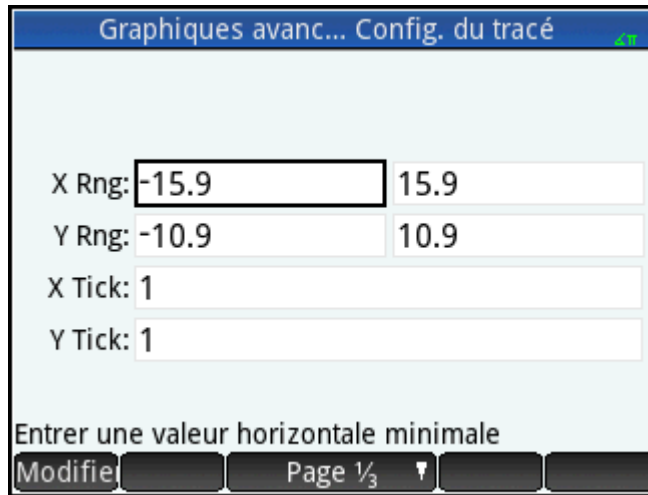 Graphiques avanc... Config. du tracé ∡π
X Rng: -15.9 15.9
Y Rng: -10.9 10.9
X Tick: 1
Y Tick: 1
Entrer une valeur horizontale minimale
Modifie Page ⅓ ▼